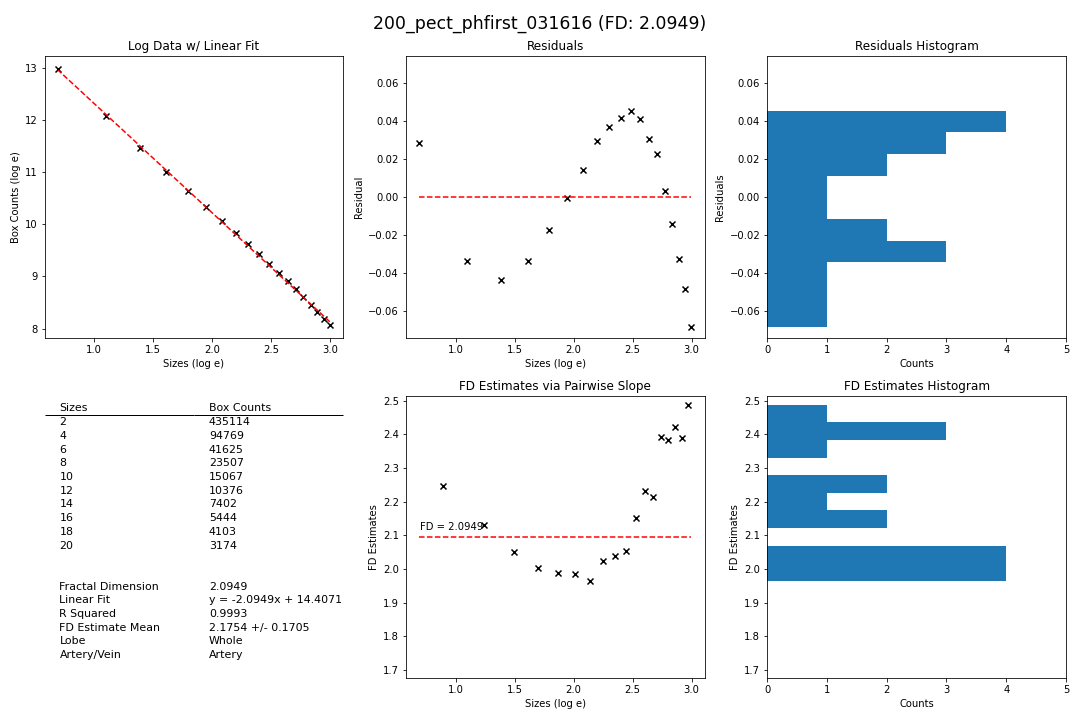 200_pect_phfirst_031616 (FD: 2.0949)
Log Data w/ Linear Fit
13
12
11
10
9
8
Box Counts (log e)
1.0 1.5 2.0 2.5 3.0
Sizes (log e)
Residuals
0.06
0.04
0.02
0.00
−0.02
−0.04
−0.06
Residual
1.0 1.5 2.0 2.5 3.0
Sizes (log e)
Residuals Histogram
0.06
0.04
0.02
0.00
−0.02
−0.04
−0.06
Residuals
0 1 2 3 4 5
Counts
Sizes Box Counts
2 435114
4 94769
6 41625
8 23507
10 15067
12 10376
14 7402
16 5444
18 4103
20 3174
Fractal Dimension 2.0949
Linear Fit y = -2.0949x + 14.4071
R Squared 0.9993
FD Estimate Mean 2.1754 +/- 0.1705
Lobe Whole
Artery/Vein Artery
FD Estimates via Pairwise Slope
2.5
2.4
2.3
2.2
2.1
2.0
1.9
1.8
1.7
FD Estimates
FD = 2.0949
1.0 1.5 2.0 2.5 3.0
Sizes (log e)
FD Estimates Histogram
2.5
2.4
2.3
2.2
2.1
2.0
1.9
1.8
1.7
FD Estimates
0 1 2 3 4 5
Counts